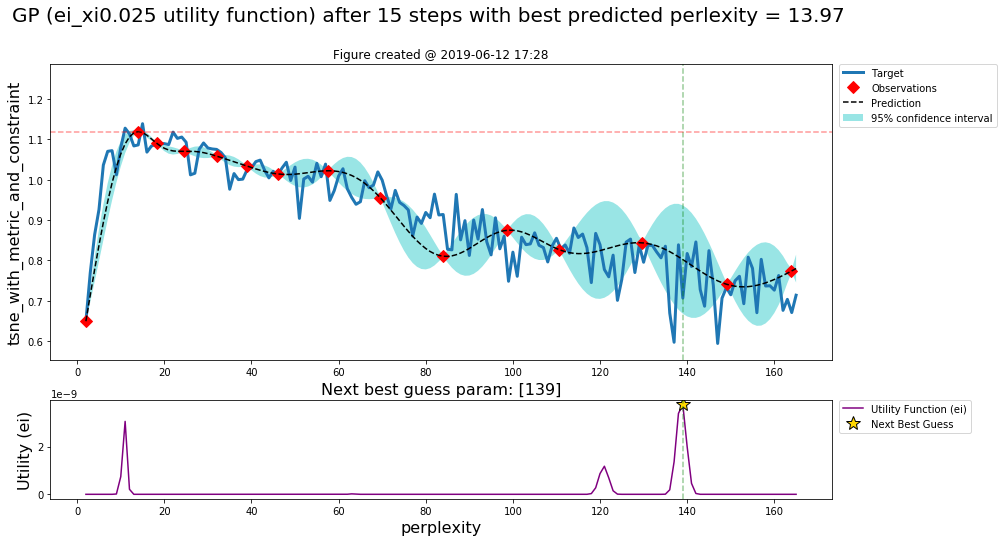 GP (ei_xi0.025 utility function) after 15 steps with best predicted perlexity = 13.97
Figure created @ 2019-06-12 17:28
tsne_with_metric_and_constraint
1.2
1.1
1.0
0.9
0.8
0.7
0.6
0 20 40 60 80 100 120 140 160
Target
Observations
Prediction
95% confidence interval
Next best guess param: [139]
1e−9
Utility (ei)
2
0
0 20 40 60 80 100 120 140 160
perplexity
Utility Function (ei)
Next Best Guess